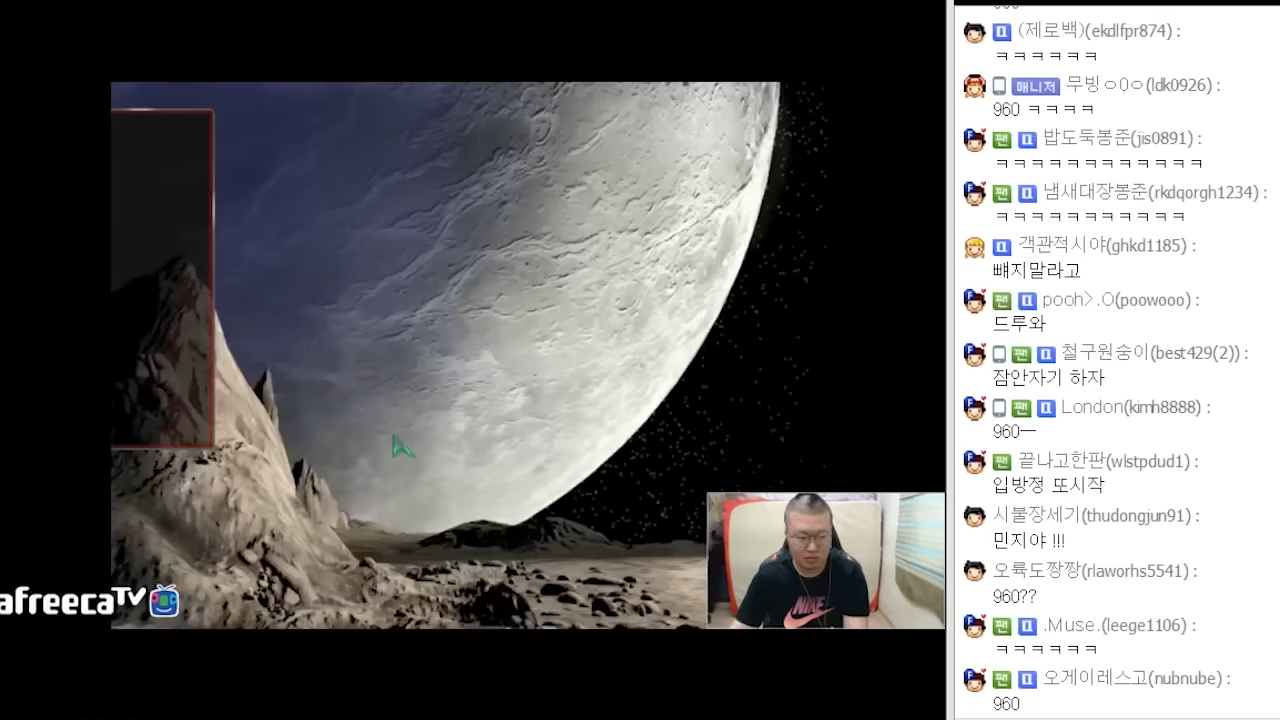 (제로백)(ekdlfpr874) :
ㅋㅋㅋㅋㅋㅋ
매니저 무빙ㅇ0ㅇ(ldk0926) :
960 ㅋㅋㅋㅋ
팬 밥도둑봉준(jjs0891) :
ㅋㅋㅋㅋㅋㅋㅋㅋㅋㅋㅋㅋ
팬 냄새대장봉준(rkdqorgh1234) :
ㅋㅋㅋㅋㅋㅋㅋㅋㅋㅋㅋ
객관적시야(ghkd1185) :
뺴지말라고
팬 pooh>.O(poowooo) :
드루와
팬 철구원숭이(best429(2)) :
잠안자기 하자
팬 London(kimh8888) :
960ㅡ
팬 끝나고한판(wlstpdud1) :
입방정 또시작
시불장세기(thudongjun91) :
민지야 !!!
오륙도짱짱(rlaworhs5541) :
960??
팬 .Muse.(leege1106) :
ㅋㅋㅋㅋㅋㅋ
팬 오게이레스고(nubnube) :
960
afreecaTV
NIKE